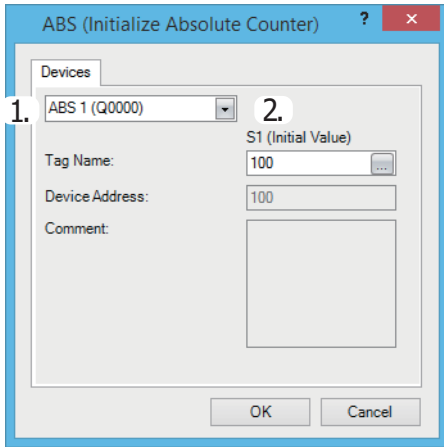 ABS (Initialize Absolute Counter) ? ×
Devices
1. ABS 1 (Q0000) 2.
S1 (Initial Value)
Tag Name: 100 ...
Device Address: 100
Comment:
OK Cancel